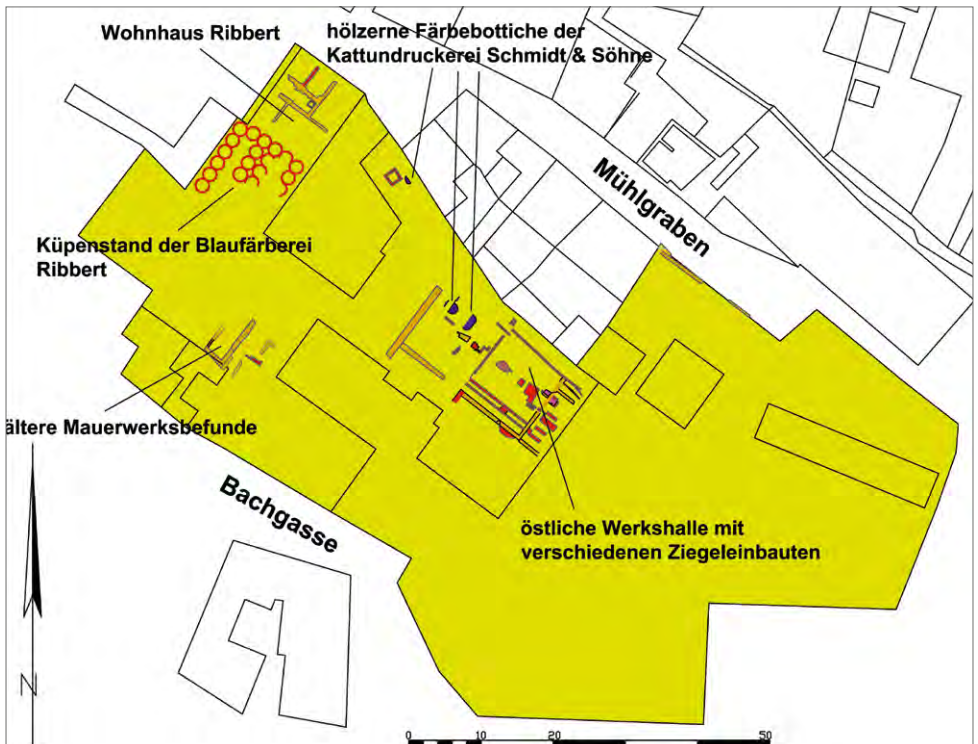 Wohnhaus Ribbert
hölzerne Färbebottiche der
Kattundruckerei Schmidt & Söhne
Mühlgraben
Küpenstand der Blaufärberei
Ribbert
ältere Mauerwerksbefunde
Bachgasse
östliche Werkshalle mit
verschiedenen Ziegeleinbauten
N
0 10 20 50